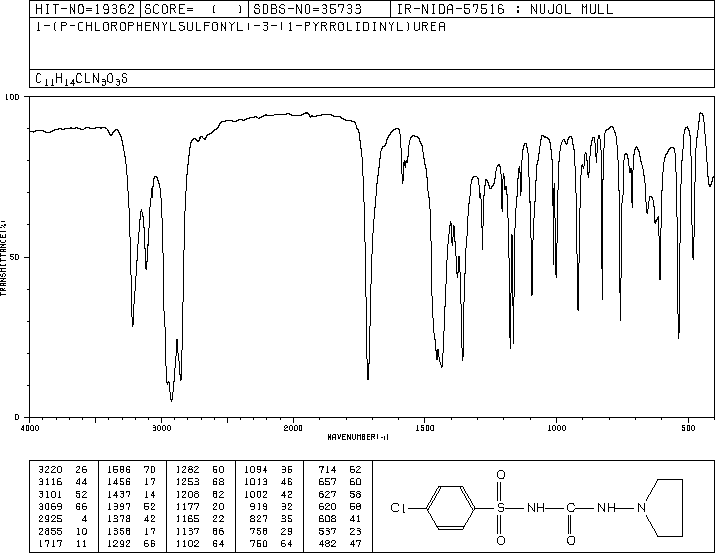 HIT-NO=19362 SCORE= ( ) SDBS-NO=35733 IR-NIDA-57516 : NUJOL MULL
1-(P-CHLOROPHENYLSULFONYL)-3-(1-PYRROLIDINYL)UREA
C11H14CLN3O3S
100
50
0
TRANSMITTANCE(%)
4000 3000 2000 1500 1000 500
WAVENUMBER(-1)
3220 26 1586 70 1282 50 1094 36 714 62
3116 44 1456 17 1253 68 1013 46 657 60
3101 52 1437 14 1208 62 1002 42 627 58
3069 66 1397 52 1177 20 919 32 620 58
2925 4 1378 42 1165 22 827 35 608 41
2855 10 1358 17 1137 66 758 29 537 23
1717 11 1292 66 1102 64 750 64 482 47
Cl S O O NH C O NH N